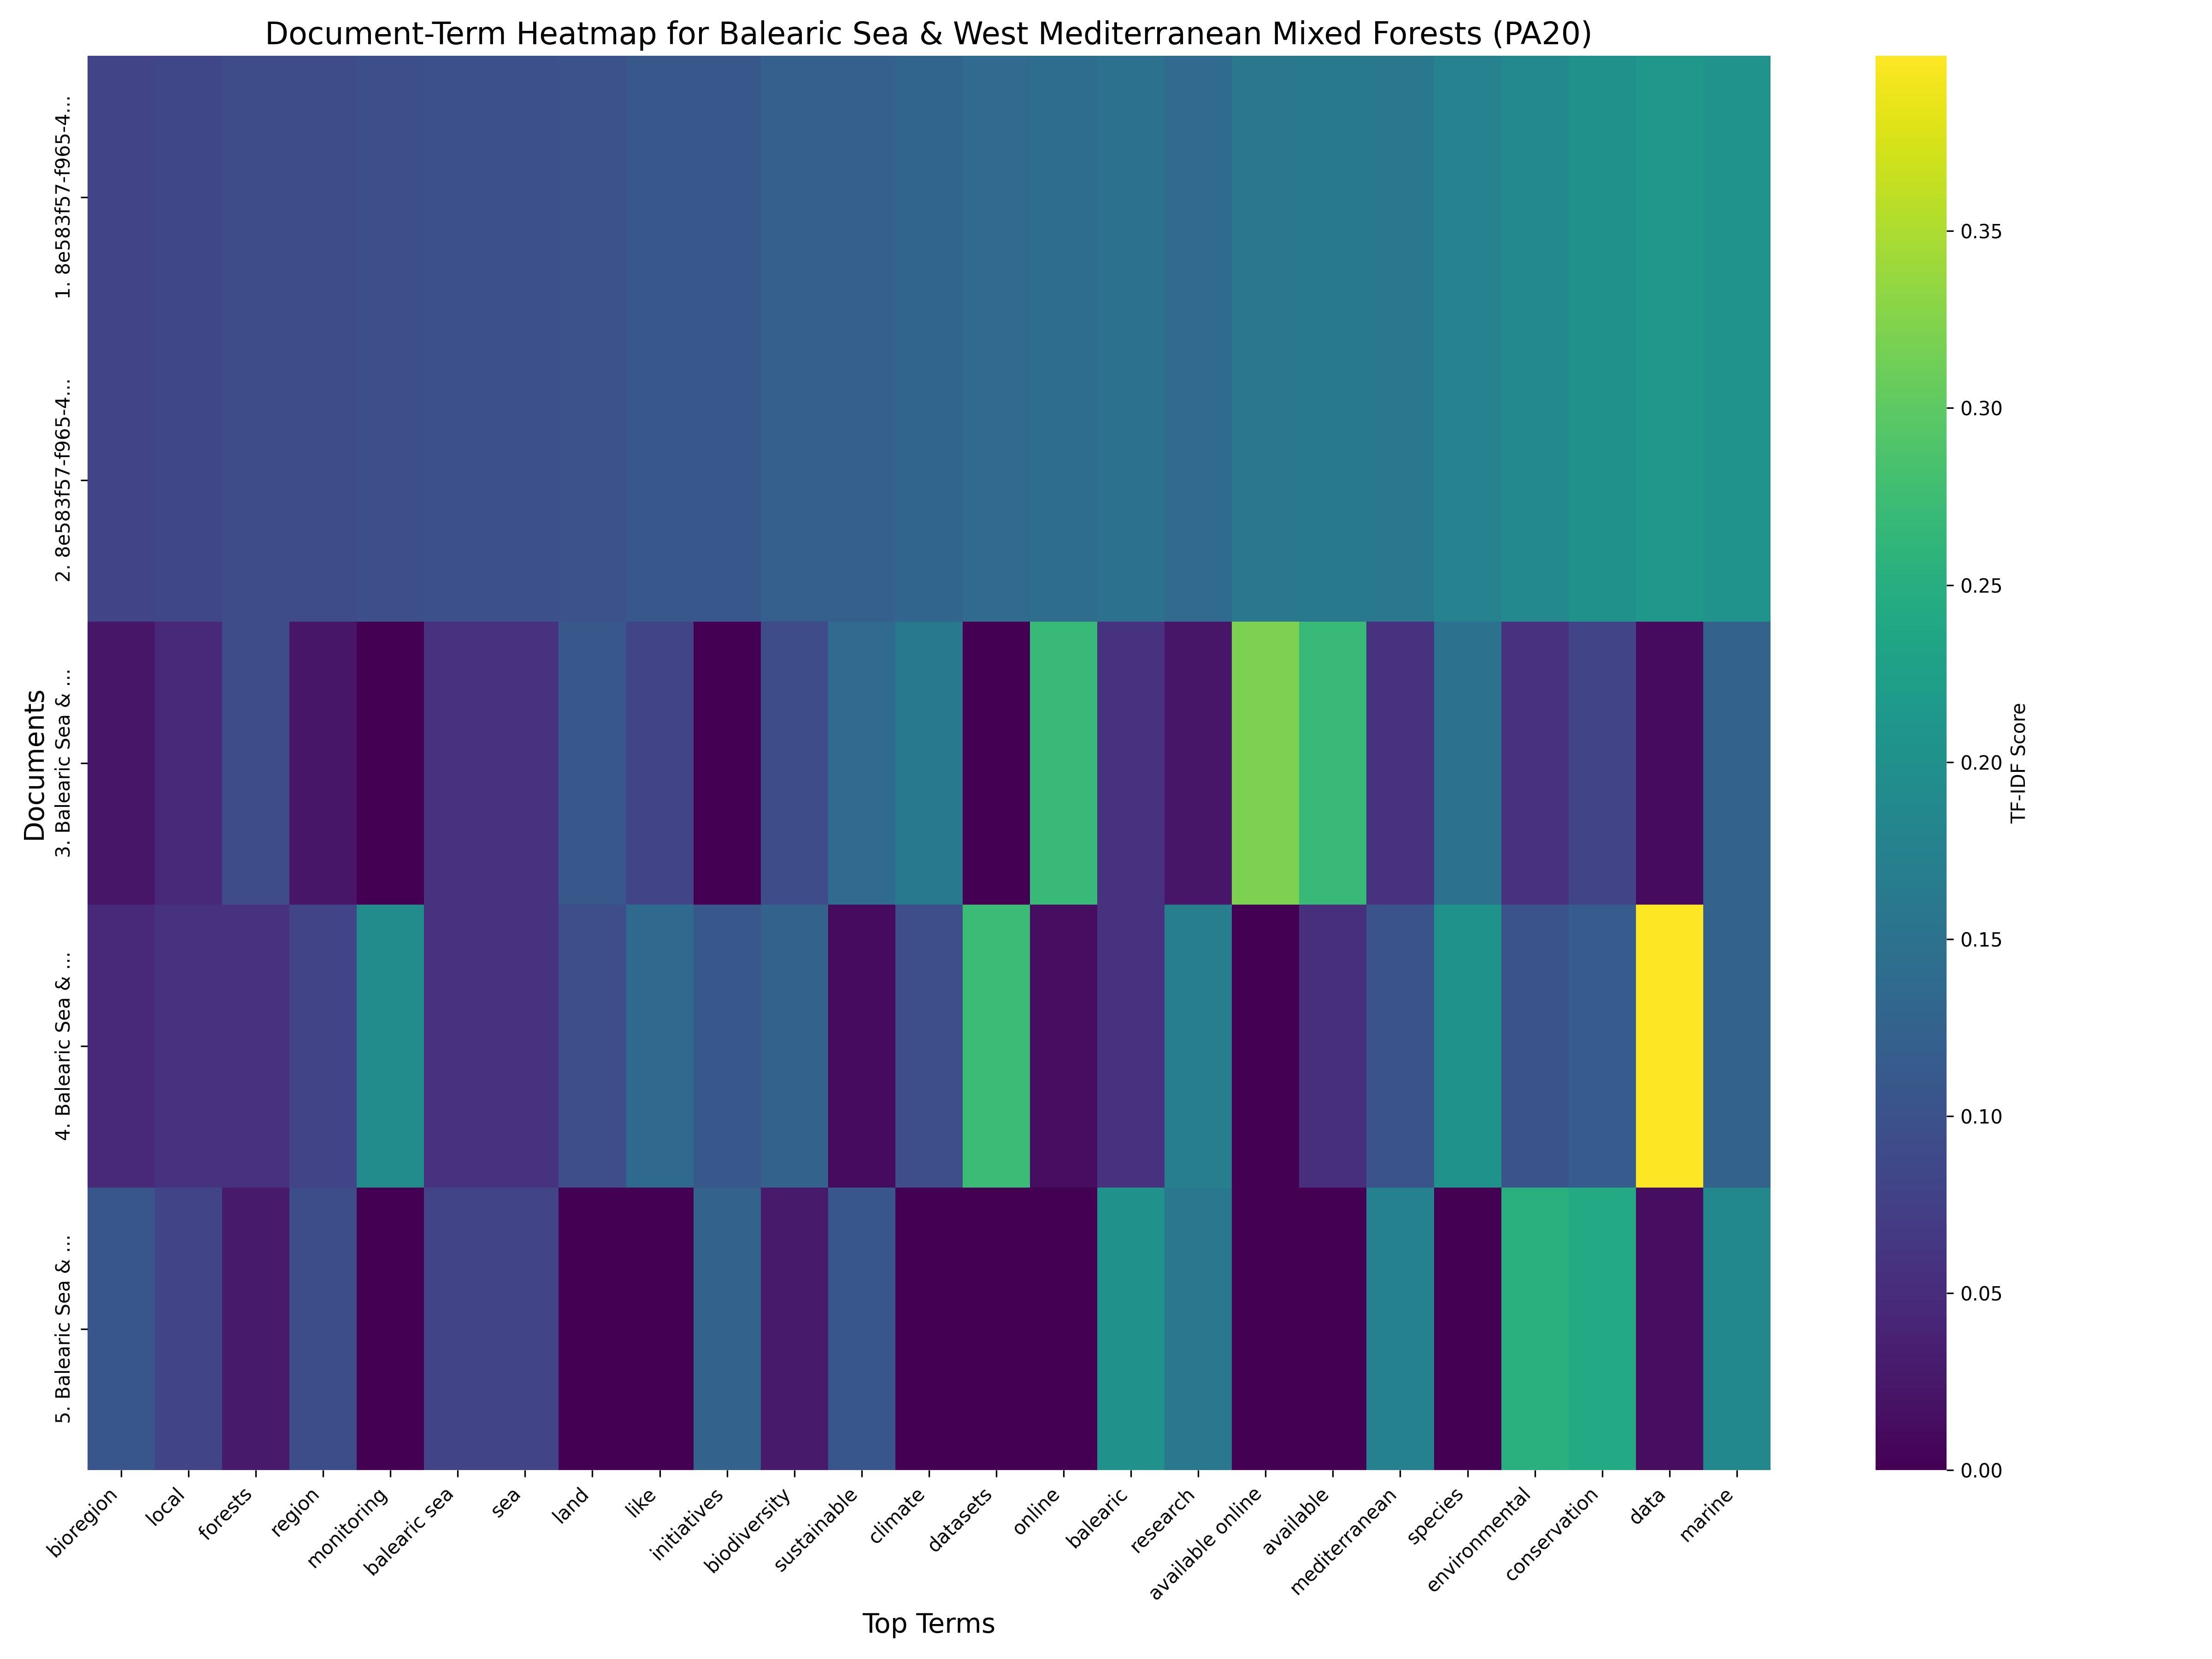 Document-Term Heatmap for Balearic Sea & West Mediterranean Mixed Forests (PA20)
Documents
1. 8e583f57-f965-4...
2. 8e583f57-f965-4...
3. Balearic Sea & ...
4. Balearic Sea & ...
5. Balearic Sea & ...
bioregion
local
forests
region
monitoring
balearic sea
sea
land
like
initiatives
biodiversity
sustainable
climate
datasets
online
balearic
research
available online
available
mediterranean
species
environmental
conservation
data
marine
Top Terms
0.35
0.30
0.25
0.20
0.15
0.10
0.05
0.00
TF-IDF Score